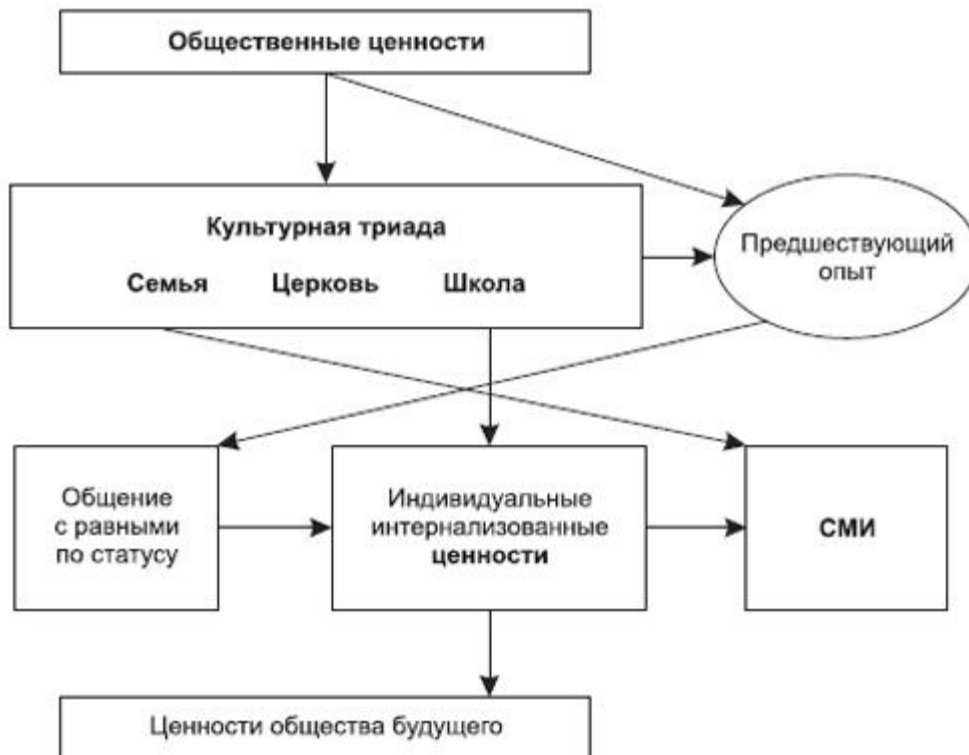 Общественные ценности
Культурная триада
Семья Церковь Школа
Предшествующий
опыт
Общение
с равными
по статусу
Индивидуальные
интернализованные
ценности
СМИ
Ценности общества будущего